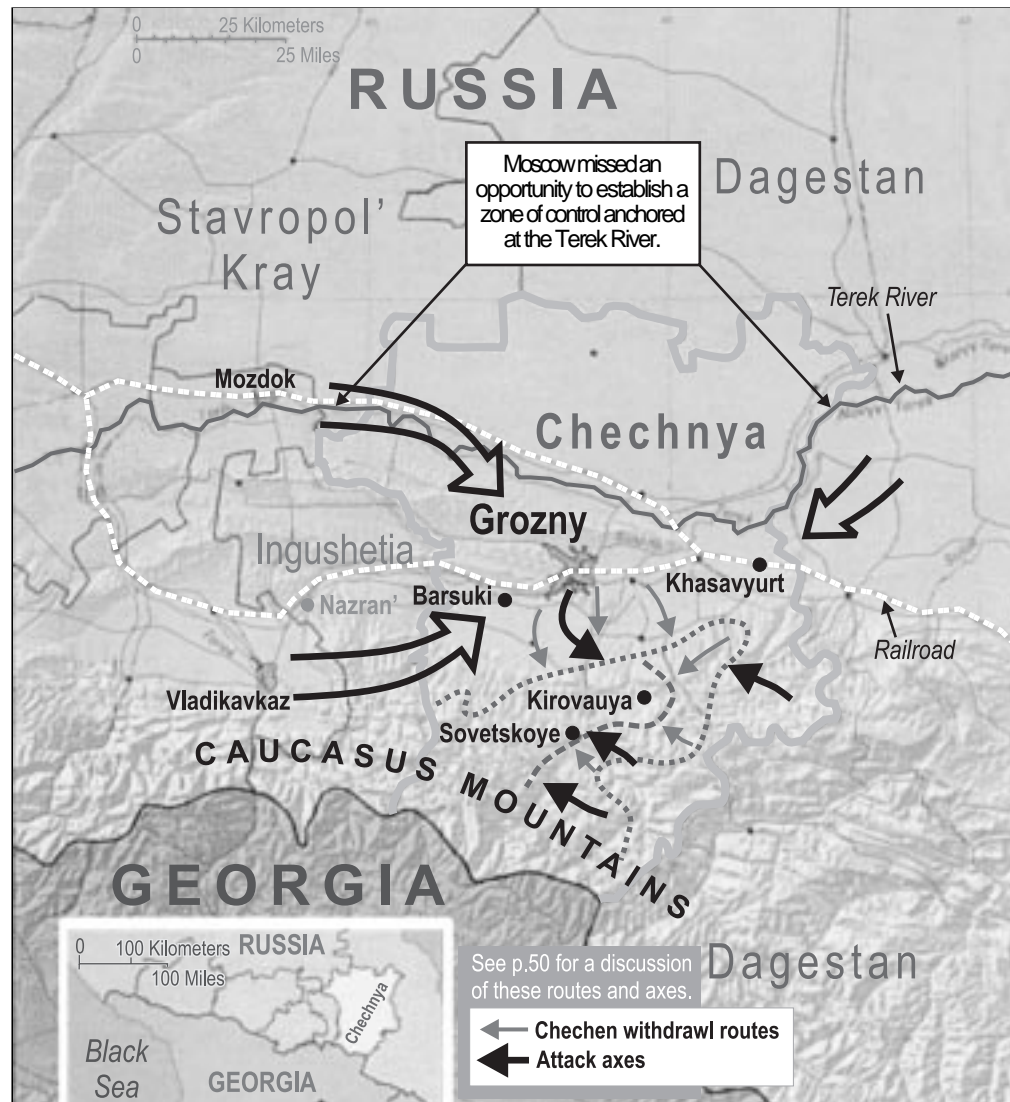 0 25 Kilometers
0 25 Miles
RUSSIA
Moscow missed an
opportunity to establish a
zone of control anchored
at the Terek River.
Dagestan
Stavropol'
Kray
Terek River
Mozdok
Chechnya
Grozny
Ingushetia
Khasavyurt
Nazran'
Barsuki
Railroad
Vladikavkaz
Kirovauya
Sovetskoye
CAUCASUS MOUNTAINS
GEORGIA
Dagestan
0 100 Kilometers
100 Miles
RUSSIA
Chechnya
Black
Sea
GEORGIA
See p.50 for a discussion
of these routes and axes.
Chechen withdrawl routes
Attack axes